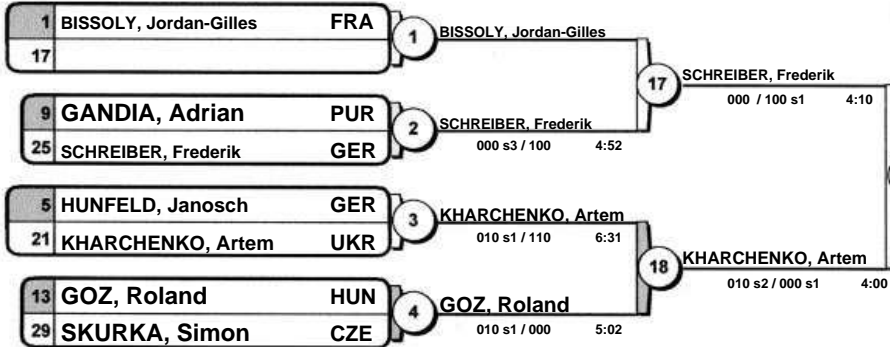 1 BISSOLY, Jordan-Gilles FRA
17
1
BISSOLY, Jordan-Gilles
9 GANDIA, Adrian PUR
25 SCHREIBER, Frederik GER
2
SCHREIBER, Frederik
000 s3 / 100 4:52
17
SCHREIBER, Frederik
000 / 100 s1 4:10
5 HUNFELD, Janosch GER
21 KHARCHENKO, Artem UKR
3
KHARCHENKO, Artem
010 s1 / 110 6:31
13 GOZ, Roland HUN
29 SKURKA, Simon CZE
4
GOZ, Roland
010 s1 / 000 5:02
18
KHARCHENKO, Artem
010 s2 / 000 s1 4:00